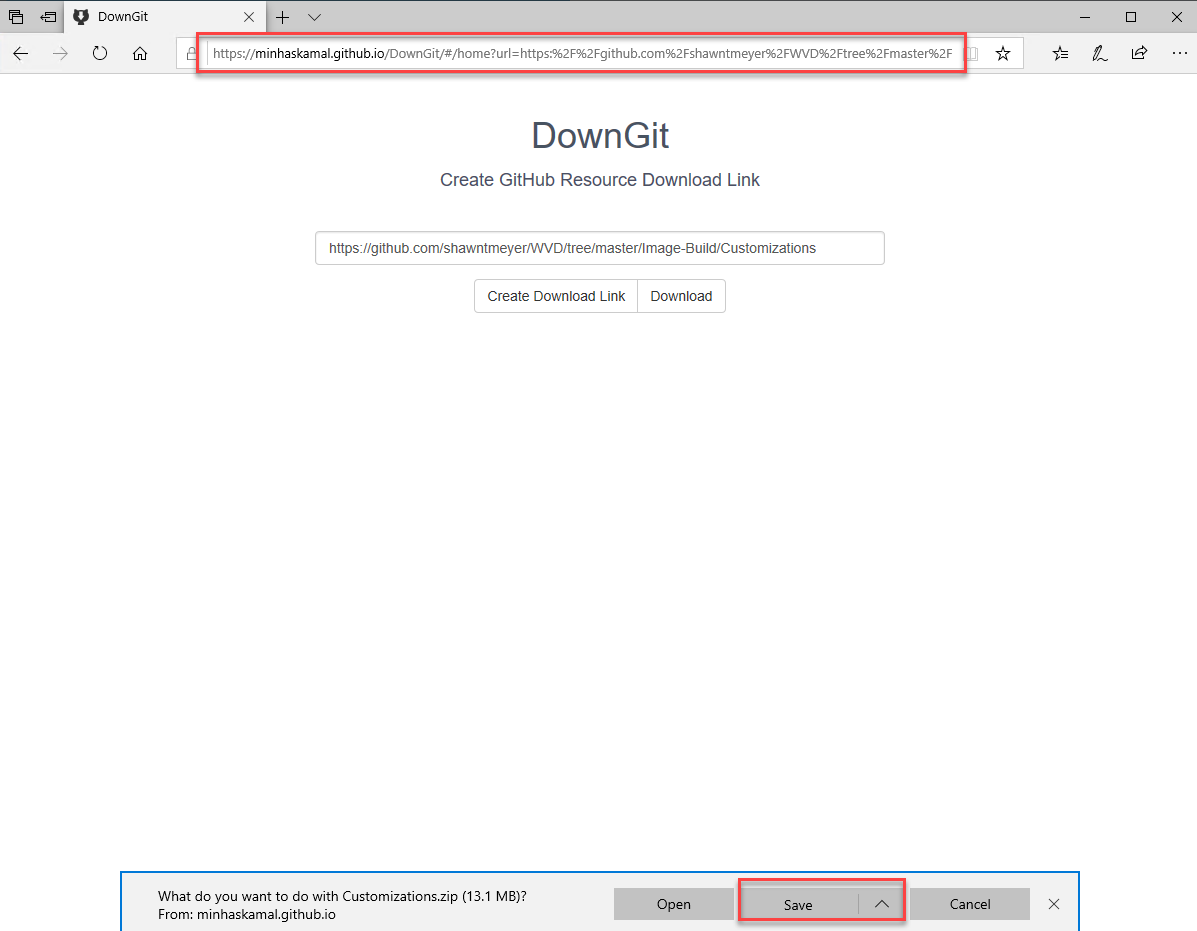 DownGit
https://minhaskamal.github.io/DownGit/#/home?url=https:%2F%2Fgithub.com%2Fshawntmeyer%2FWVD%2Ftree%2Fmaster%2F
DownGit
Create GitHub Resource Download Link
https://github.com/shawntmeyer/WVD/tree/master/Image-Build/Customizations
Create Download Link Download
What do you want to do with Customizations.zip (13.1 MB)?
From: minhaskamal.github.io
Open Save Cancel